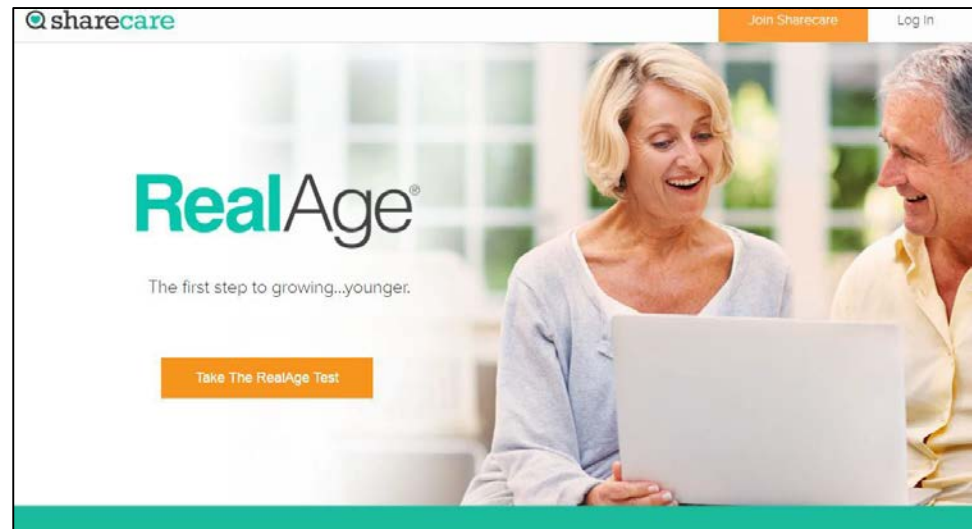 sharecare
Join Sharecare
Log In
RealAge®
The first step to growing...younger.
Take The RealAge Test